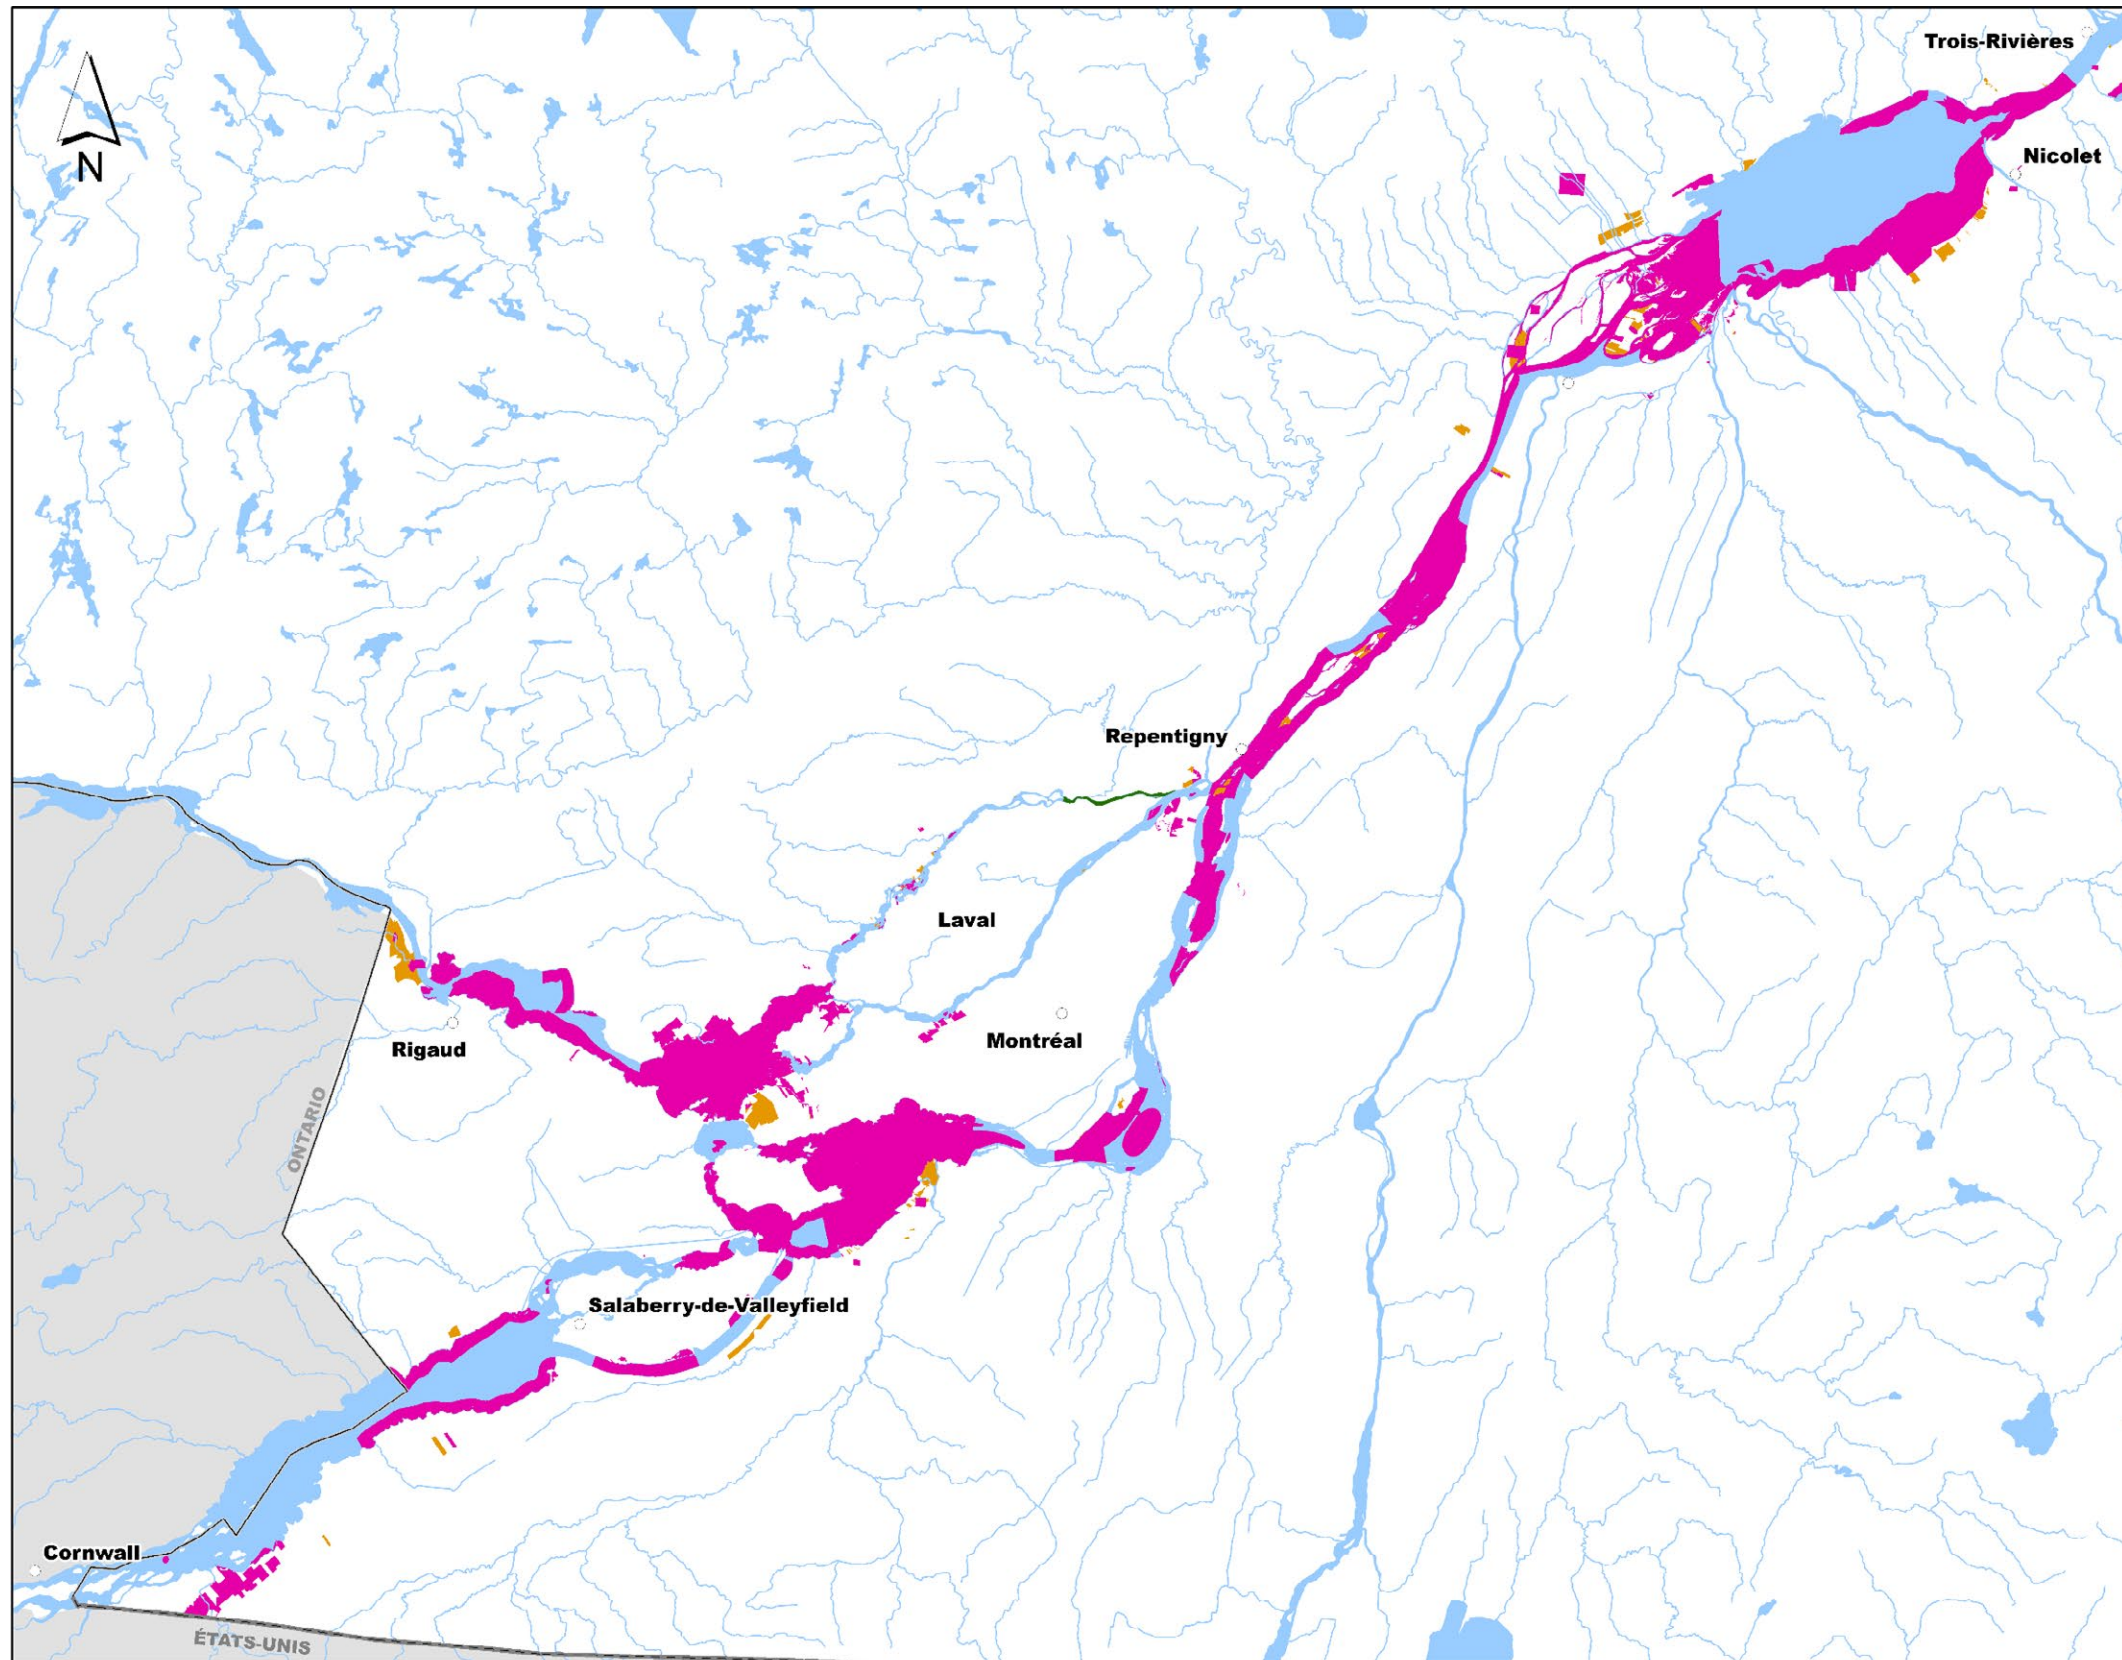 Trois-Rivières
N
Nicolet
Repentigny
Laval
Montréal
Rigaud
ONTARIO
Salaberry-de-Valleyfield
Cornwall
ÉTATS-UNIS